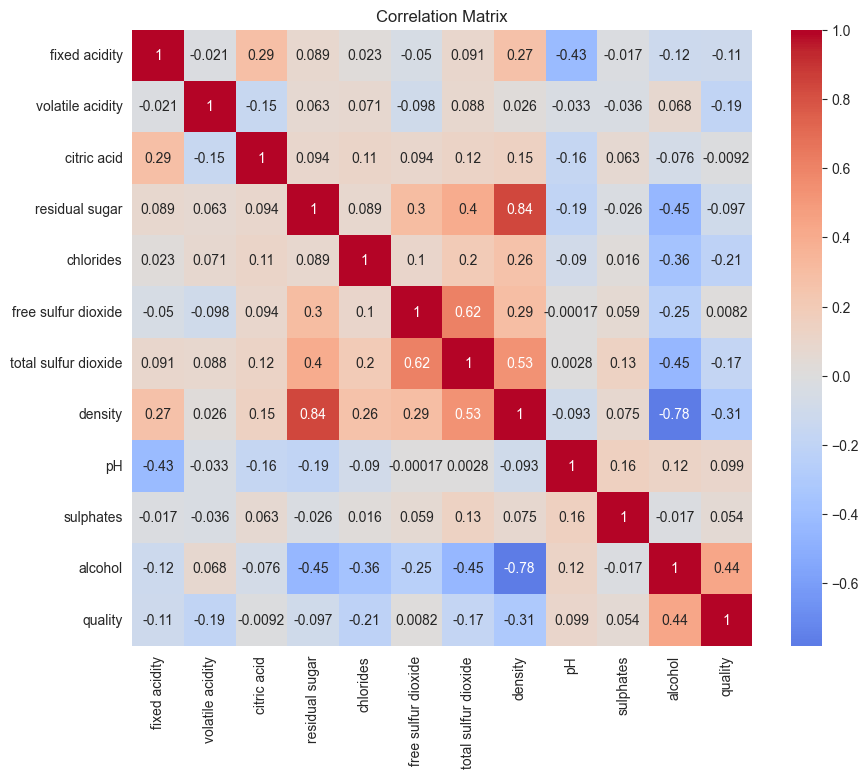 Correlation Matrix
fixed acidity 1 -0.021 0.29 0.089 0.023 -0.05 0.091 0.27 -0.43 -0.017 -0.12 -0.11
volatile acidity -0.021 1 -0.15 0.063 0.071 -0.098 0.088 0.026 -0.033 -0.036 0.068 -0.19
citric acid 0.29 -0.15 1 0.094 0.11 0.094 0.12 0.15 -0.16 0.063 -0.076 -0.0092
residual sugar 0.089 0.063 0.094 1 0.089 0.3 0.4 0.84 -0.19 -0.026 -0.45 -0.097
chlorides 0.023 0.071 0.11 0.089 1 0.1 0.2 0.26 -0.09 0.016 -0.36 -0.21
free sulfur dioxide -0.05 -0.098 0.094 0.3 0.1 1 0.62 0.29 -0.00017 0.059 -0.25 0.0082
total sulfur dioxide 0.091 0.088 0.12 0.4 0.2 0.62 1 0.53 0.0028 0.13 -0.45 -0.17
density 0.27 0.026 0.15 0.84 0.26 0.29 0.53 1 -0.093 0.075 -0.78 -0.31
pH -0.43 -0.033 -0.16 -0.19 -0.09 -0.00017 0.0028 -0.093 1 0.16 0.12 0.099
sulphates -0.017 -0.036 0.063 -0.026 0.016 0.059 0.13 0.075 0.16 1 -0.017 0.054
alcohol -0.12 0.068 -0.076 -0.45 -0.36 -0.25 -0.45 -0.78 0.12 -0.017 1 0.44
quality -0.11 -0.19 -0.0092 -0.097 -0.21 0.0082 -0.17 -0.31 0.099 0.054 0.44 1
fixed acidity
volatile acidity
citric acid
residual sugar
chlorides
free sulfur dioxide
total sulfur dioxide
density
pH
sulphates
alcohol
quality
1.0
0.8
0.6
0.4
0.2
0.0
−0.2
−0.4
−0.6